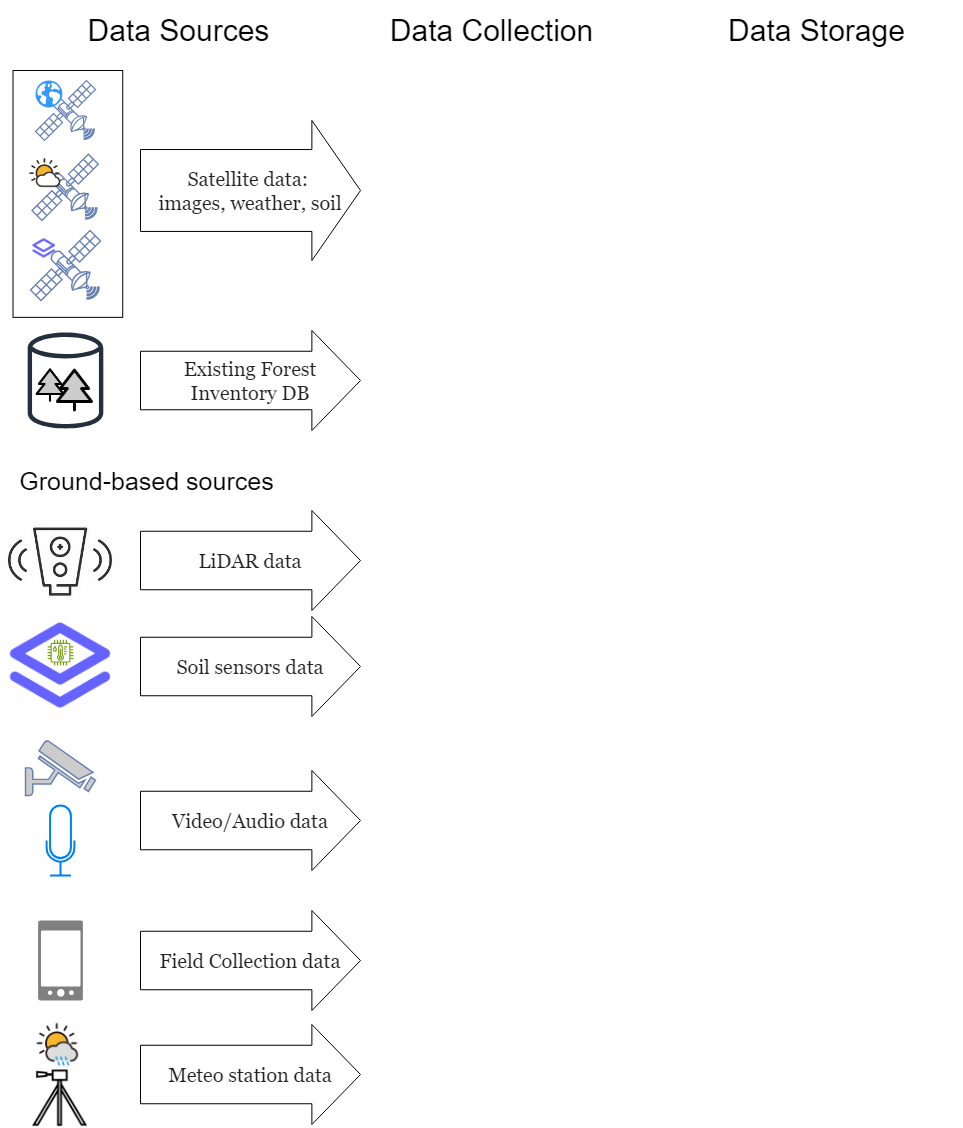 Data Sources
Data Collection
Data Storage
Satellite data:
images, weather, soil
Existing Forest
Inventory DB
Ground-based sources
LiDAR data
Soil sensors data
Video/Audio data
Field Collection data
Meteo station data